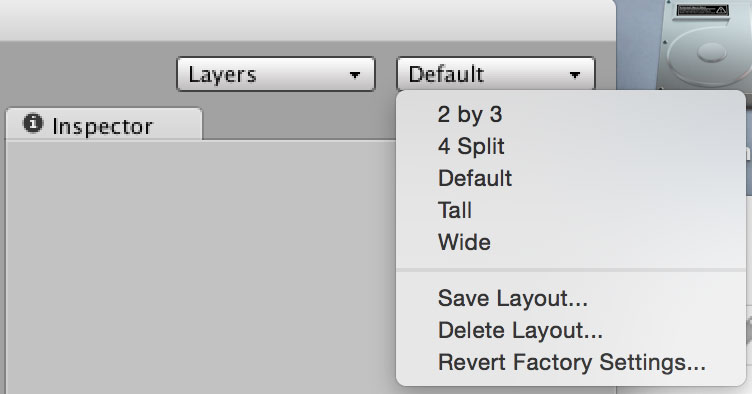 Layers
Default
Inspector
2 by 3
4 Split
Default
Tall
Wide
Save Layout...
Delete Layout...
Revert Factory Settings...